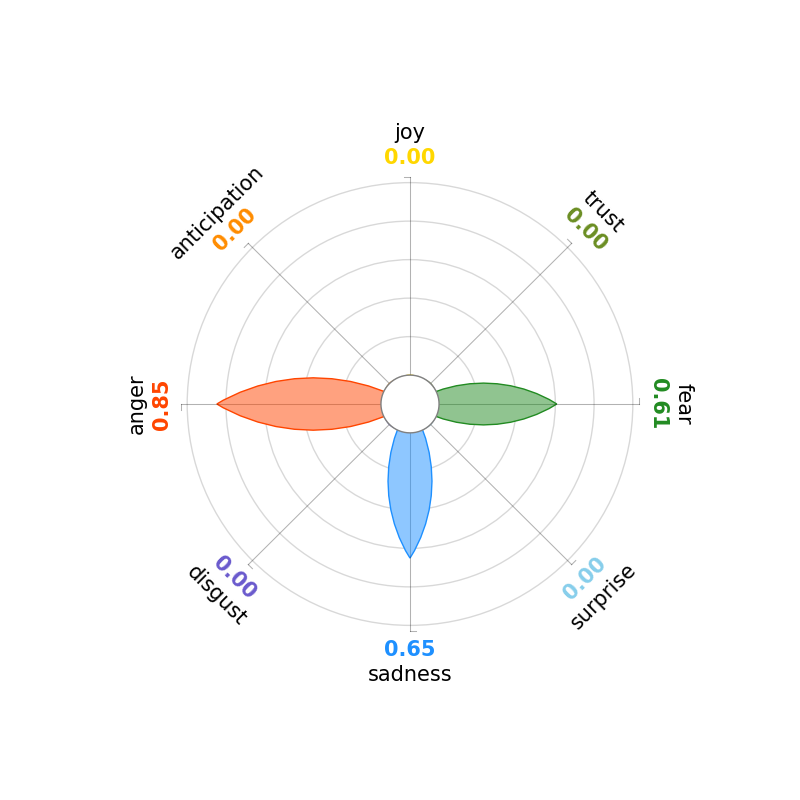 joy
0.00
trust
0.00
fear
0.61
surprise
0.00
0.65
sadness
disgust
0.00
anger
0.85
anticipation
0.00